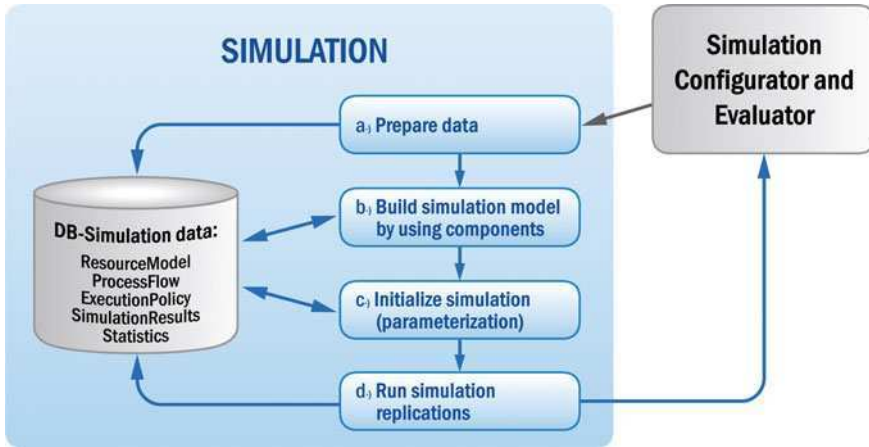 SIMULATION
Simulation
Configurator and
Evaluator
a-) Prepare data
b-) Build simulation model
by using components
DB-Simulation data:
ResourceModel
ProcessFlow
ExecutionPolicy
SimulationResults
Statistics
c-) Initialize simulation
(parameterization)
d-) Run simulation
replications